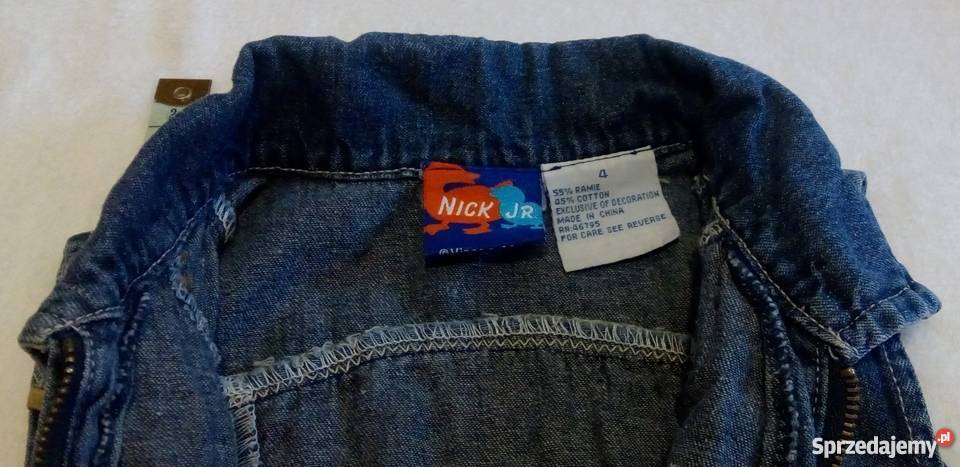 NICK JR
4
55% RAMIE
45% COTTON
EXCLUSIVE OF DECORATION
MADE IN CHINA
RN:46795
FOR CARE SEE REVERSE
Sprzedajemy.pl